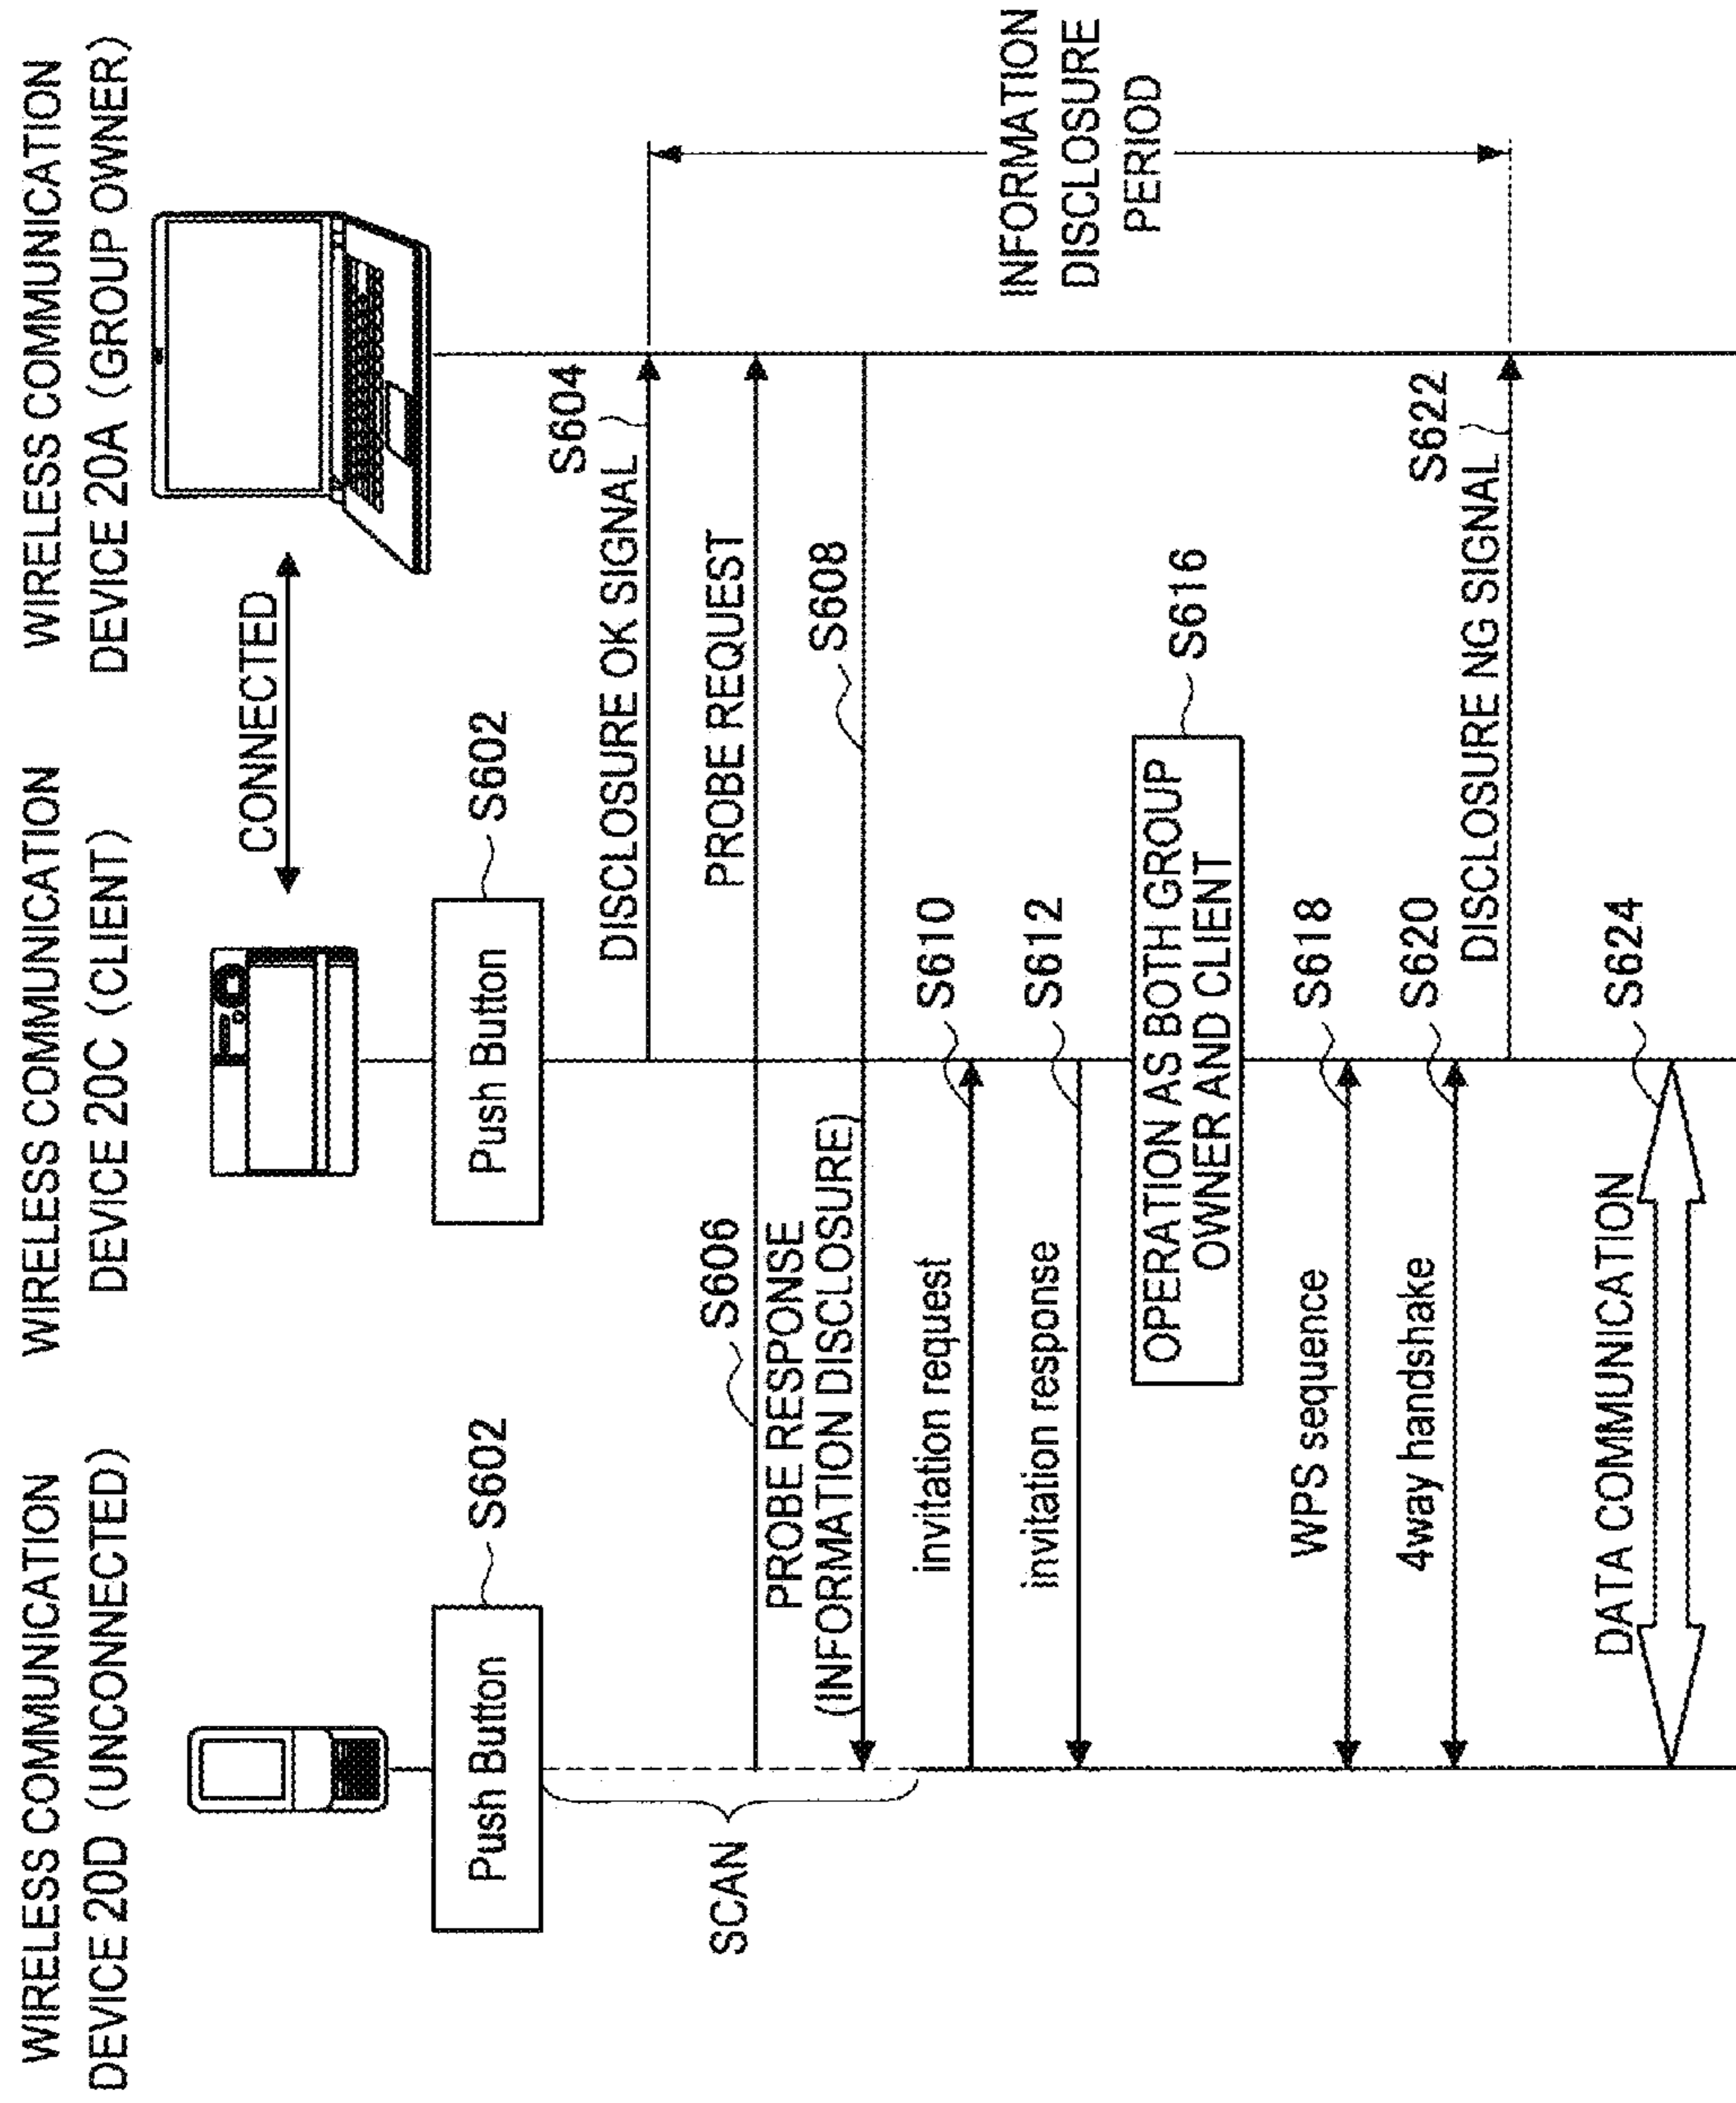 WIRELESS COMMUNICATION
DEVICE 20D (UNCONNECTED)
WIRELESS COMMUNICATION
DEVICE 20C (CLIENT)
WIRELESS COMMUNICATION
DEVICE 20A (GROUP OWNER)
CONNECTED
Push Button
S602
Push Button
S602
SCAN
S604
DISCLOSURE OK SIGNAL
S606
PROBE REQUEST
PROBE RESPONSE
(INFORMATION DISCLOSURE)
S608
invitation request
S610
invitation response
S612
OPERATION AS BOTH GROUP
OWNER AND CLIENT
S616
WPS sequence
S618
4way handshake
S620
S622
DISCLOSURE NG SIGNAL
DATA COMMUNICATION
S624
INFORMATION
DISCLOSURE
PERIOD